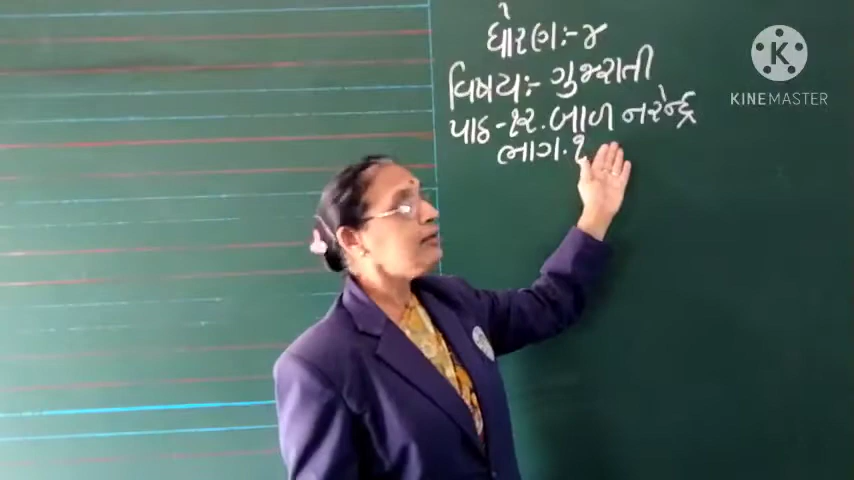 ધોરણ:-૪
વિષય:- ગુજરાતી
પાઠ-૧૨. બાળ નરેન્દ્ર
ભાગ.૧
K
KINEMASTER